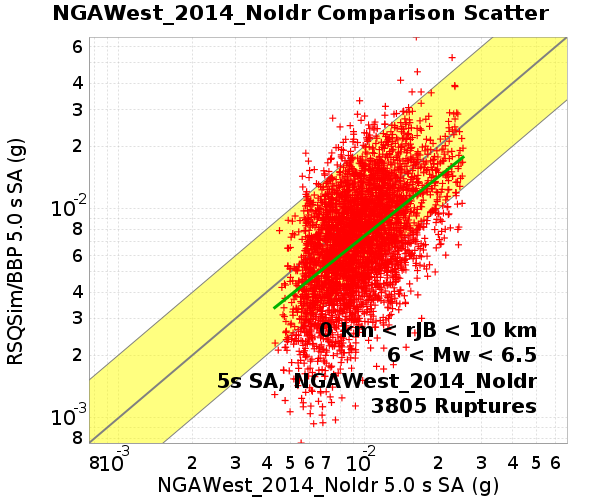 NGAWest_2014_NoIdr Comparison Scatter
RSQSim/BBP 5.0 s SA (g)
6
4
3
2
10-2
8
6
4
3
2
10-3
8
0 km < rJB < 10 km
6 < Mw < 6.5
5s SA, NGAWest_2014_NoIdr
3805 Ruptures
8 10-3 2 3 4 5 6 7 10-2 2 3 4 5 6
NGAWest_2014_NoIdr 5.0 s SA (g)